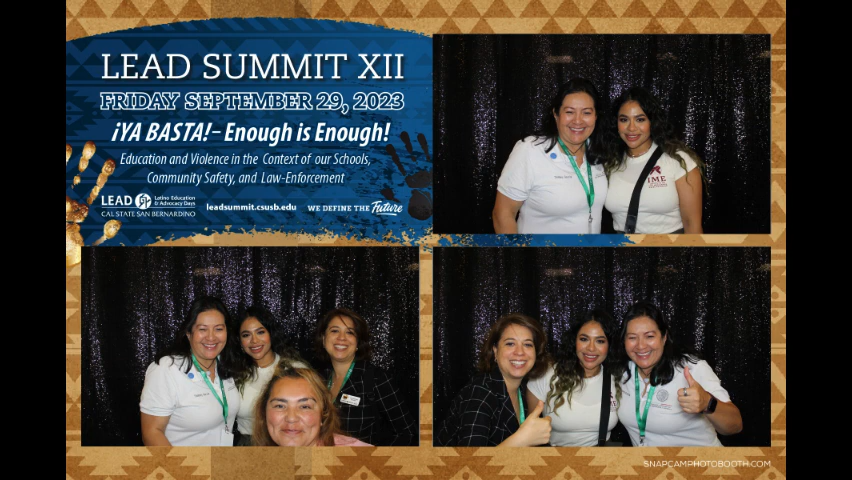 LEAD SUMMIT XII
FRIDAY SEPTEMBER 29, 2023
¡YA BASTA!– Enough is Enough!
Education and Violence in the Context of our Schools,
Community Safety, and Law-Enforcement
LEAD Latino Education
& Advocacy Days
CAL STATE SAN BERNARDINO
leadsummit.csusb.edu
WE DEFINE THE Future
IME
SNAPCAMPHOTOBOOTH.COM